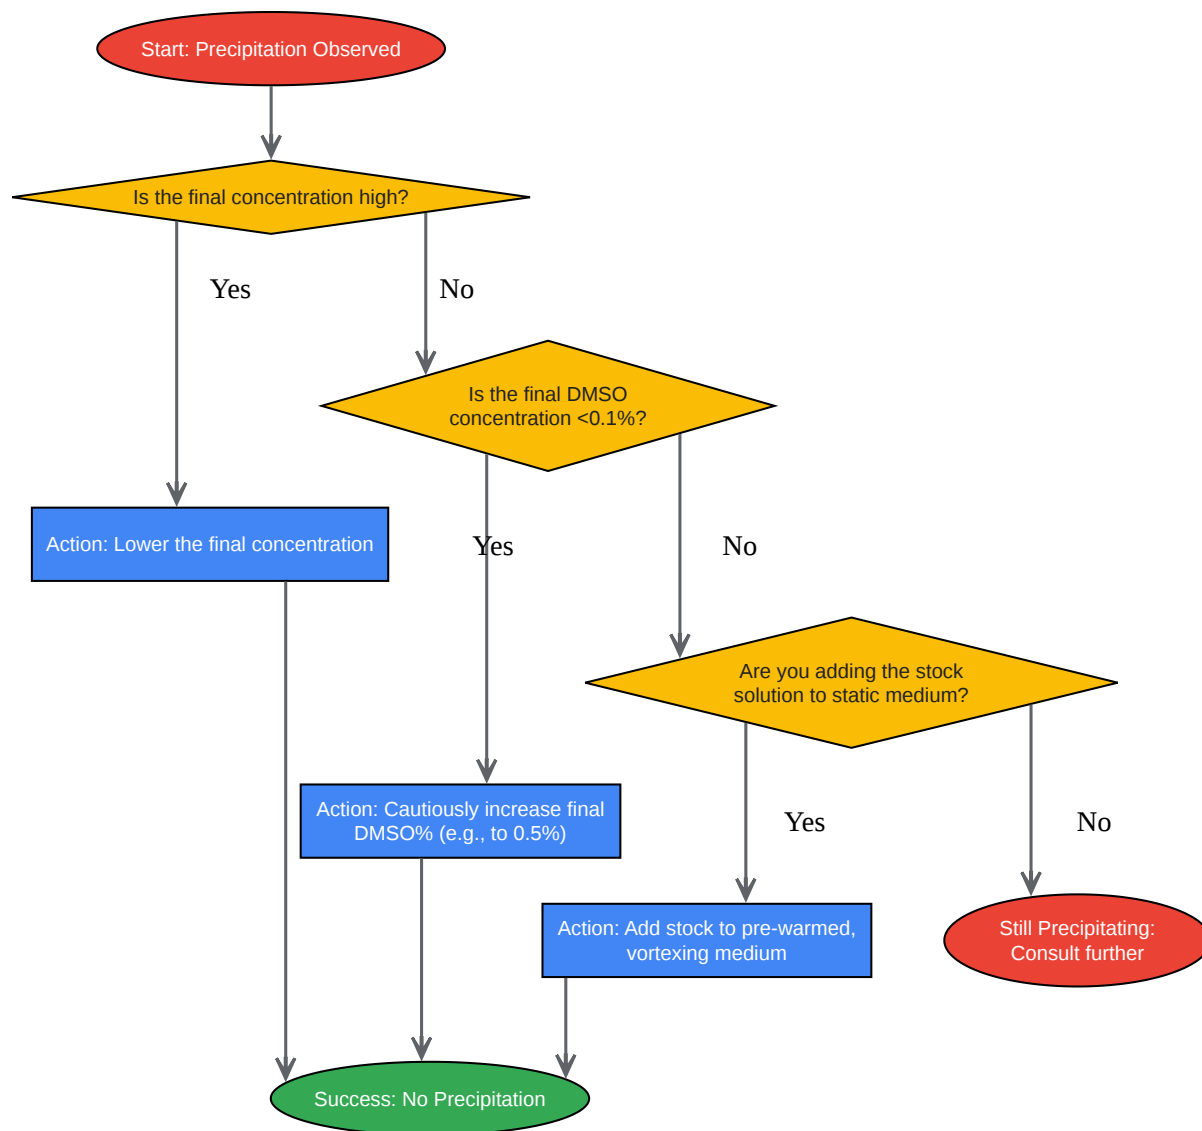 Start: Precipitation Observed
Is the final concentration high?
Yes
No
Is the final DMSO
concentration <0.1%?
Action: Lower the final concentration
Yes
No
Are you adding the stock
solution to static medium?
Action: Cautiously increase final
DMSO% (e.g., to 0.5%)
Yes
No
Action: Add stock to pre-warmed,
vortexing medium
Still Precipitating:
Consult further
Success: No Precipitation